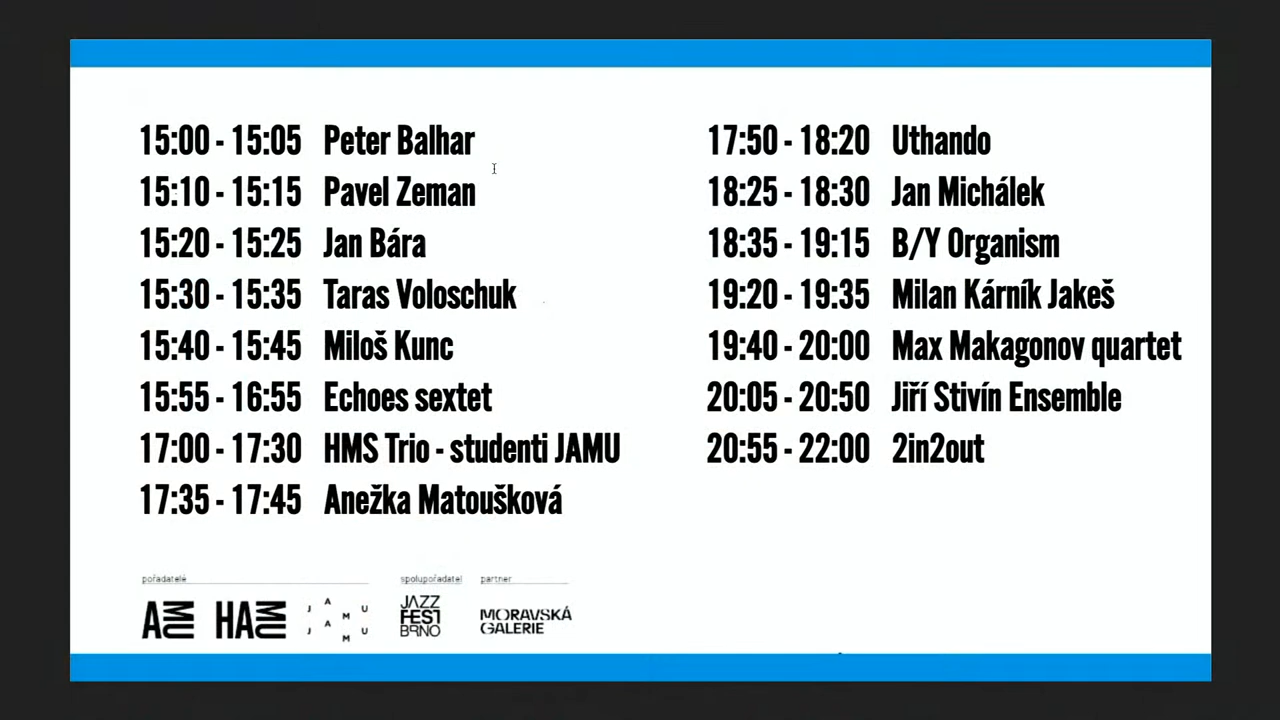 15:00 - 15:05 Peter Balhar
15:10 - 15:15 Pavel Zeman
15:20 - 15:25 Jan Bára
15:30 - 15:35 Taras Voloschuk
15:40 - 15:45 Miloš Kunc
15:55 - 16:55 Echoes sextet
17:00 - 17:30 HMS Trio - studenti JAMU
17:35 - 17:45 Anežka Matoušková
17:50 - 18:20 Uthando
18:25 - 18:30 Jan Michálek
18:35 - 19:15 B/Y Organism
19:20 - 19:35 Milan Kárník Jakeš
19:40 - 20:00 Max Makagonov quartet
20:05 - 20:50 Jiří Stivín Ensemble
20:55 - 22:00 2in2out
pořadatelé
AMU
HAMU
JAMU
JAMU
spolupořadatel
JAZZ
FEST
BRNO
partner
MORAVSKÁ
GALERIE